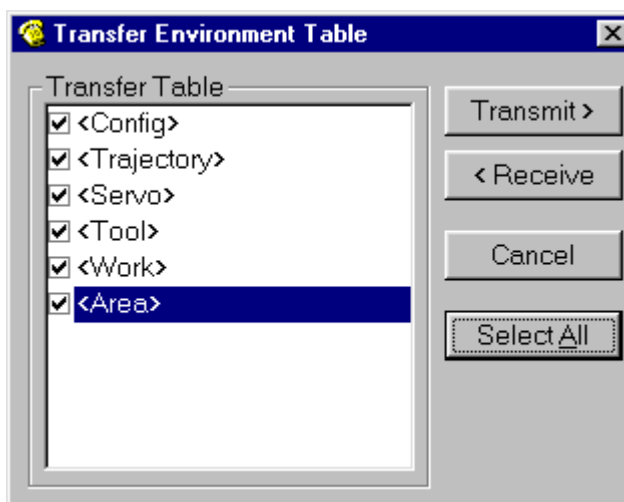 Transfer Environment Table
Transfer Table
<Config>
<Trajectory>
<Servo>
<Tool>
<Work>
<Area>
Transmit >
< Receive
Cancel
Select All